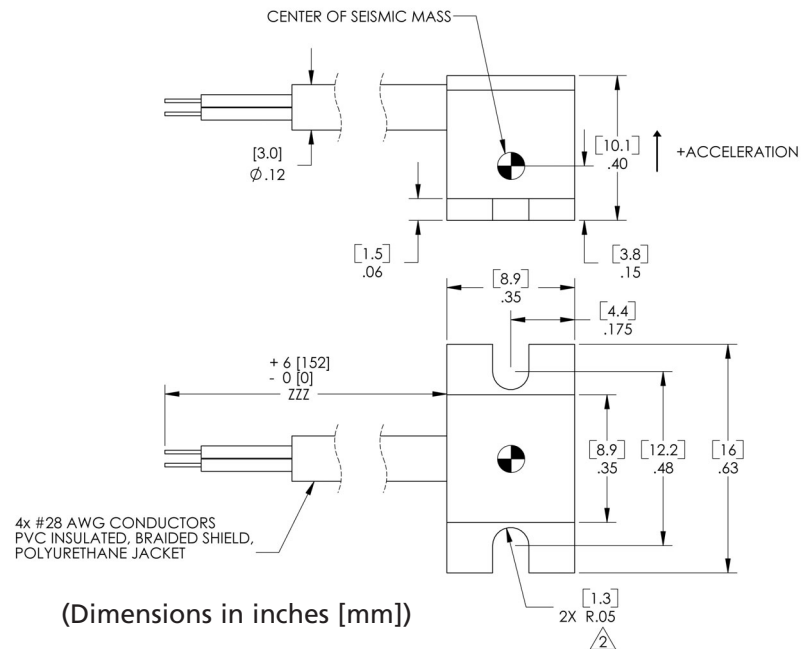 CENTER OF SEISMIC MASS
[3.0]
Ø.12
[10.1]
.40
+ACCELERATION
[1.5]
.06
[3.8]
.15
[8.9]
.35
[4.4]
.175
+ 6 [152]
- 0 [0]
ZZZ
[8.9]
.35
[12.2]
.48
[16]
.63
4x #28 AWG CONDUCTORS
PVC INSULATED, BRAIDED SHIELD,
POLYURETHANE JACKET
[1.3]
2X R.05
2
(Dimensions in inches [mm])